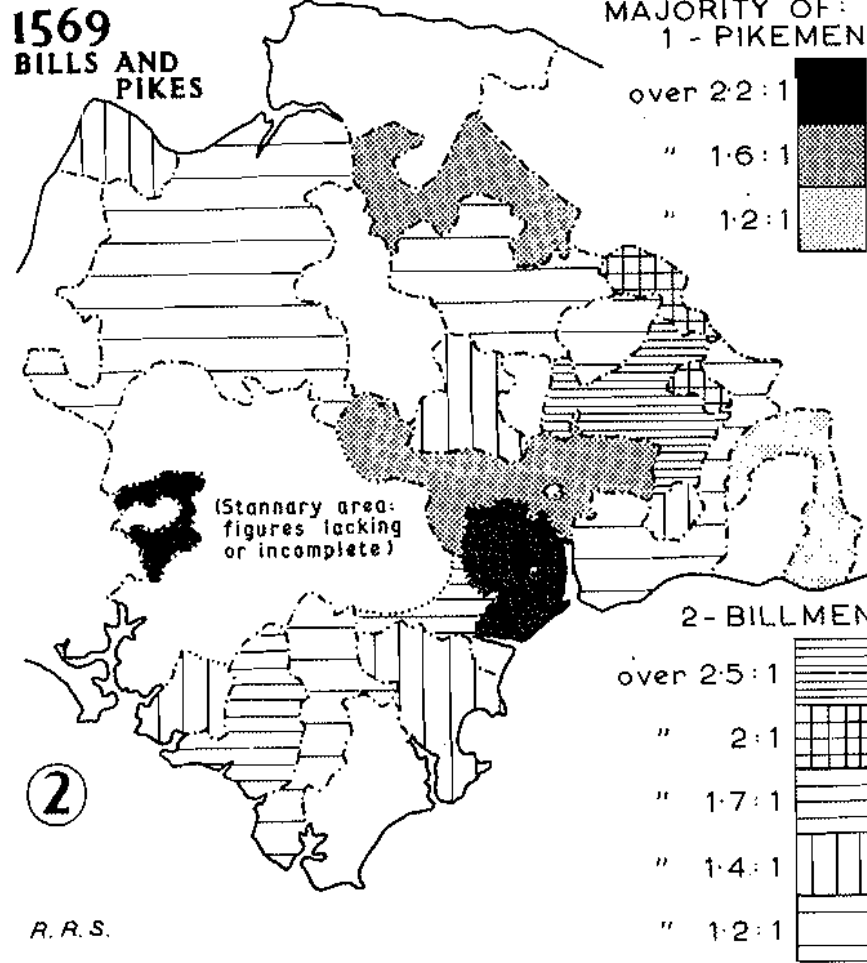 1569
BILLS AND
PIKES
MAJORITY OF:
1 - PIKEMEN
over 2·2 : 1
" 1·6 : 1
" 1·2 : 1
(Stannary area:
figures lacking
or incomplete)
2 - BILLMEN
over 2·5 : 1
" 2 : 1
" 1·7 : 1
" 1·4 : 1
" 1·2 : 1
2
R. R. S.